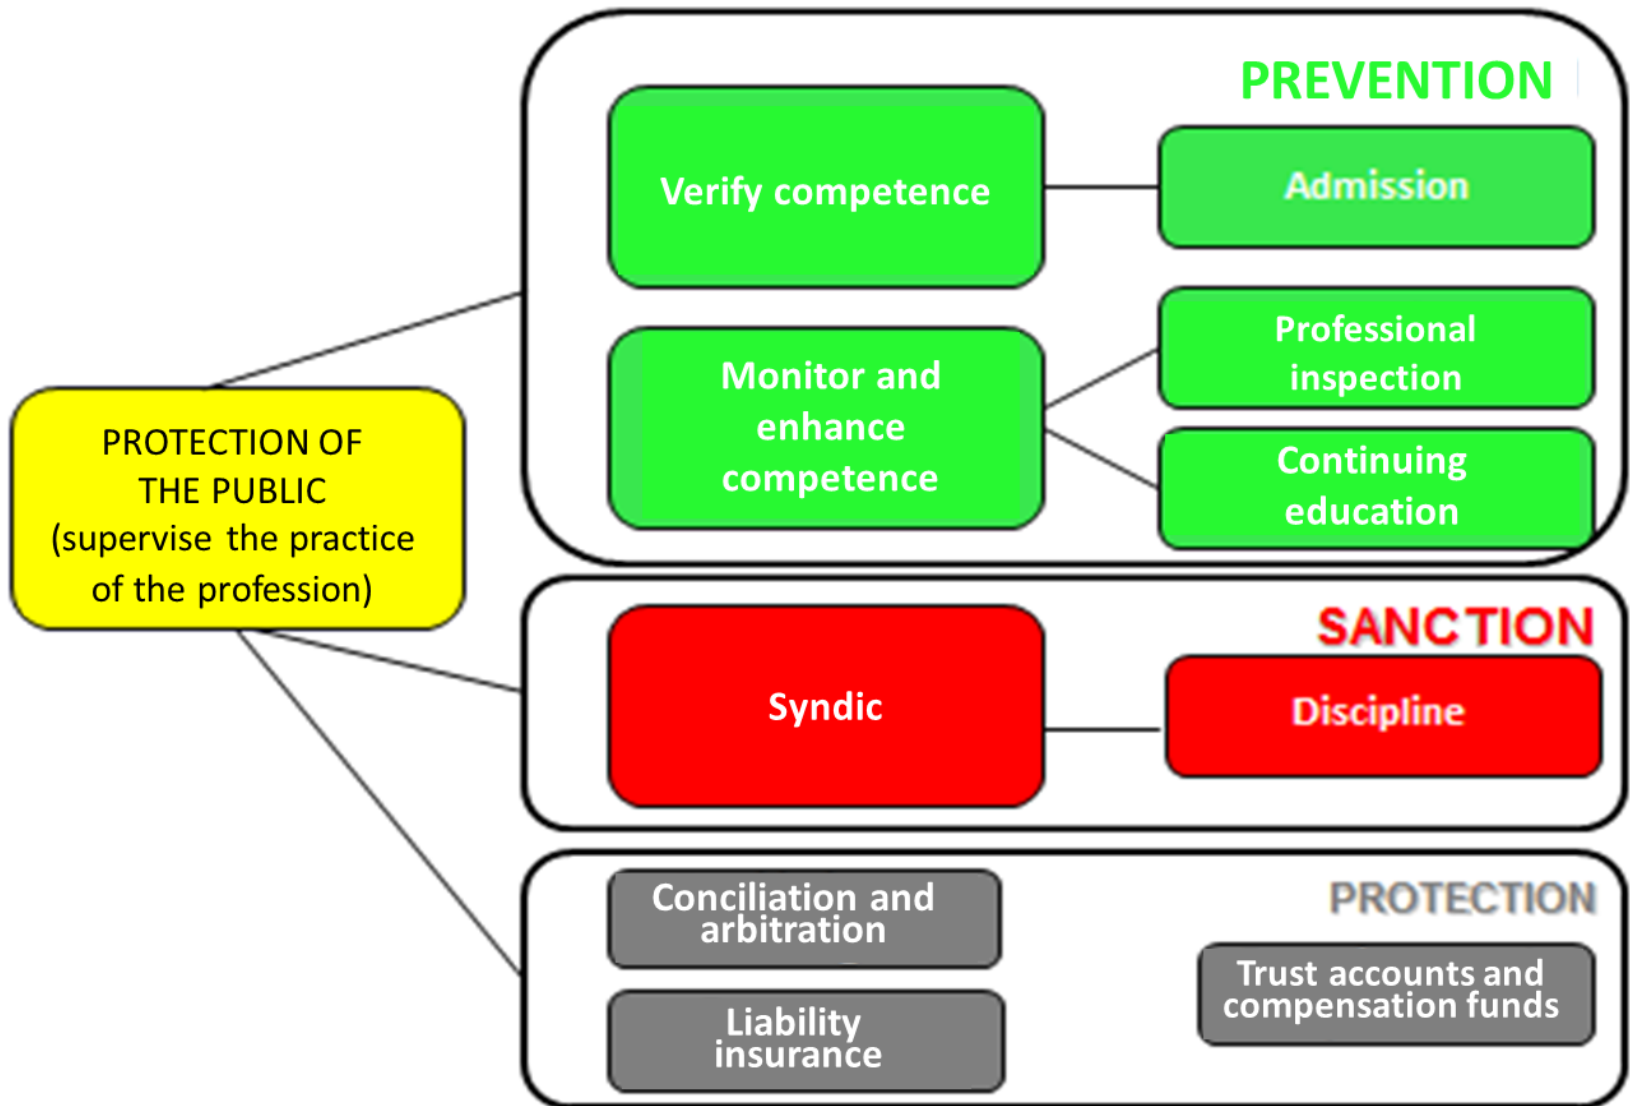 PREVENTION
Verify competence
Admission
Monitor and
enhance
competence
Professional
inspection
Continuing
education
PROTECTION OF
THE PUBLIC
(supervise the practice
of the profession)
SANCTION
Syndic
Discipline
PROTECTION
Conciliation and
arbitration
Liability
insurance
Trust accounts and
compensation funds